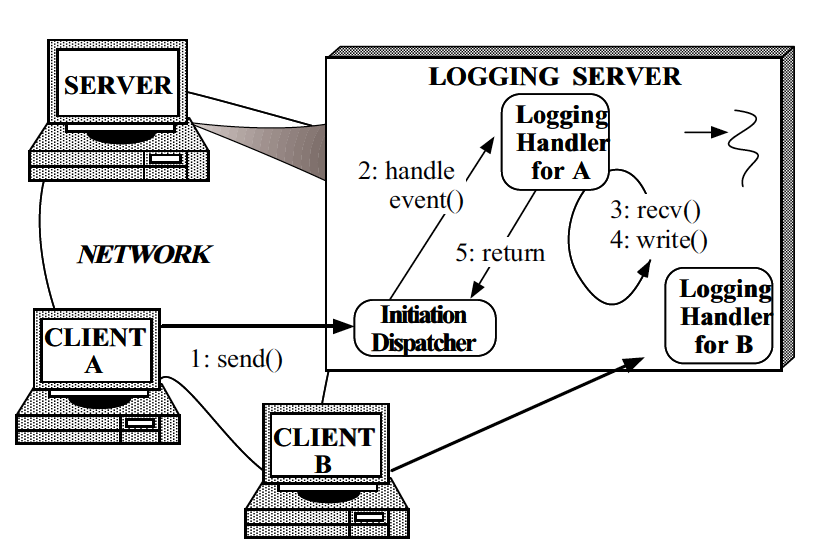 SERVER
LOGGING SERVER
Logging
Handler
for A
2: handle
event()
3: recv()
4: write()
5: return
NETWORK
Logging
Handler
for B
Initiation
Dispatcher
CLIENT
A
1: send()
CLIENT
B